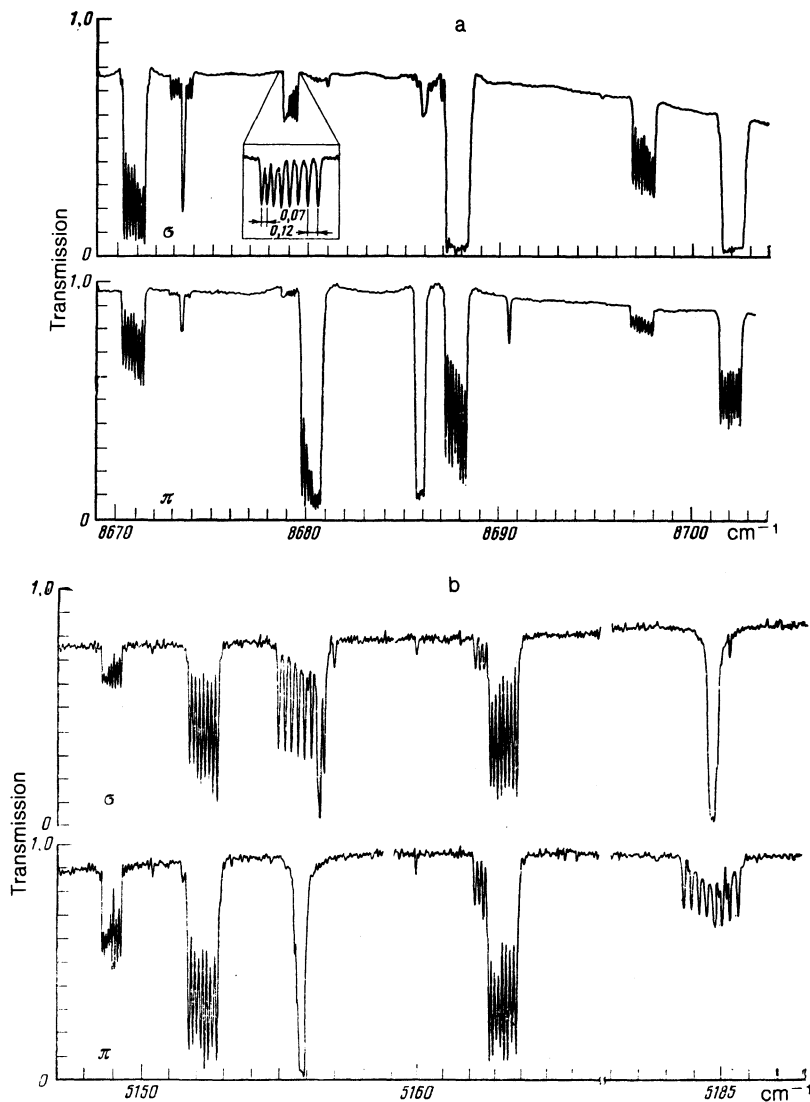 a
1,0
Transmission
0
σ
0,07
0,12
1,0
0
π
8670
8680
8690
8700
cm⁻¹
b
1,0
Transmission
0
σ
1,0
0
π
5150
5160
5185
cm⁻¹